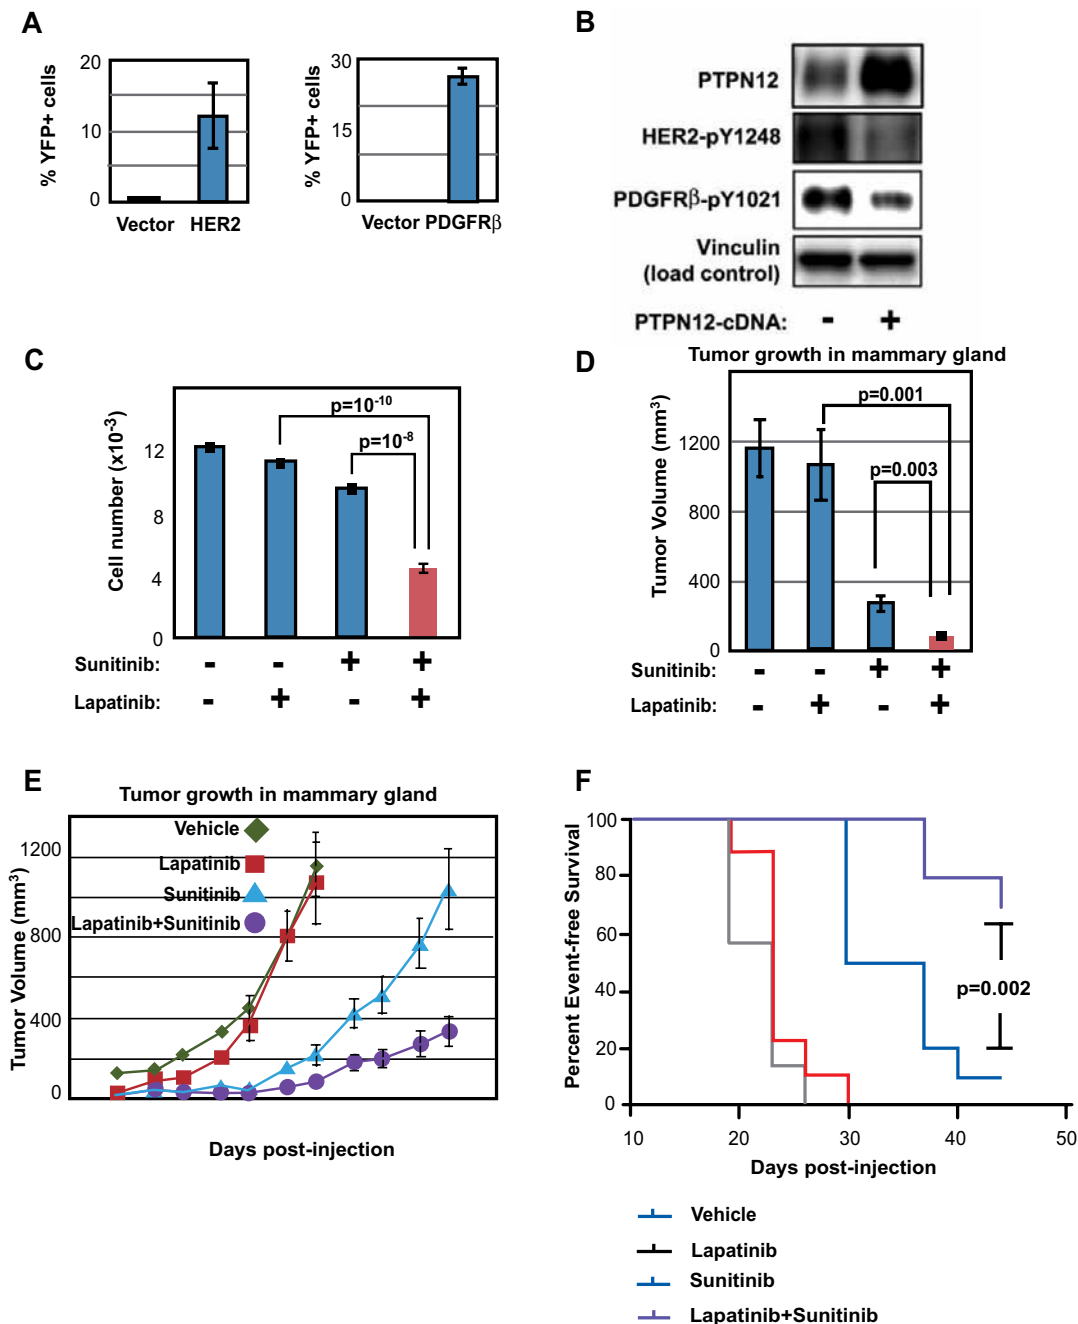 A
% YFP+ cells
20
10
0
Vector HER2
% YFP+ cells
30
15
0
Vector PDGFRβ
B
PTPN12
HER2-pY1248
PDGFRβ-pY1021
Vinculin
(load control)
PTPN12-cDNA: - +
C
Cell number (x10-3)
12
8
4
0
p=10-10
p=10-8
Sunitinib: - - + +
Lapatinib: - + - +
D
Tumor growth in mammary gland
Tumor Volume (mm3)
1200
800
400
0
p=0.001
p=0.003
Sunitinib: - - + +
Lapatinib: - + - +
E
Tumor growth in mammary gland
Tumor Volume (mm3)
1200
800
400
0
Vehicle
Lapatinib
Sunitinib
Lapatinib+Sunitinib
Days post-injection
F
Percent Event-free Survival
100
80
60
40
20
0
p=0.002
10 20 30 40 50
Days post-injection
Vehicle
Lapatinib
Sunitinib
Lapatinib+Sunitinib